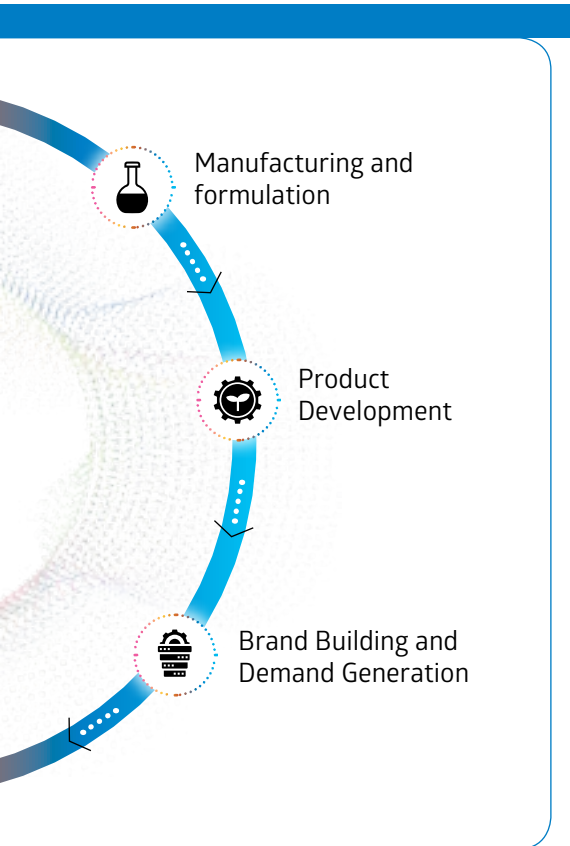 Manufacturing and
formulation
Product
Development
Brand Building and
Demand Generation